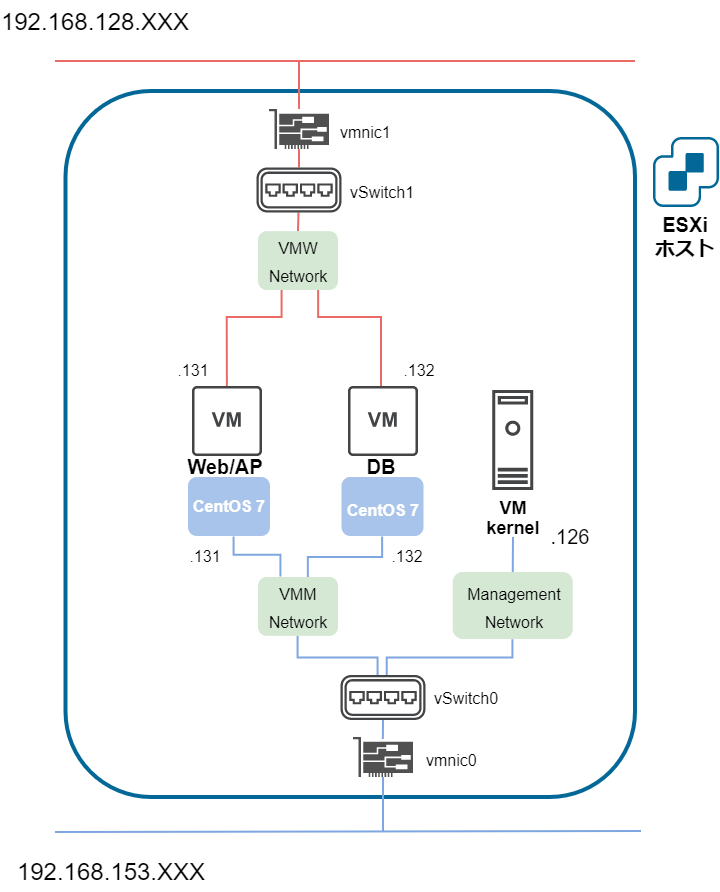 192.168.128.XXX
vmnic1
vSwitch1
ESXi
ホスト
VMW
Network
.131
.132
VM
VM
Web/AP
DB
CentOS 7
CentOS 7
VM
kernel
.126
.131
.132
VMM
Network
Management
Network
vSwitch0
vmnic0
192.168.153.XXX